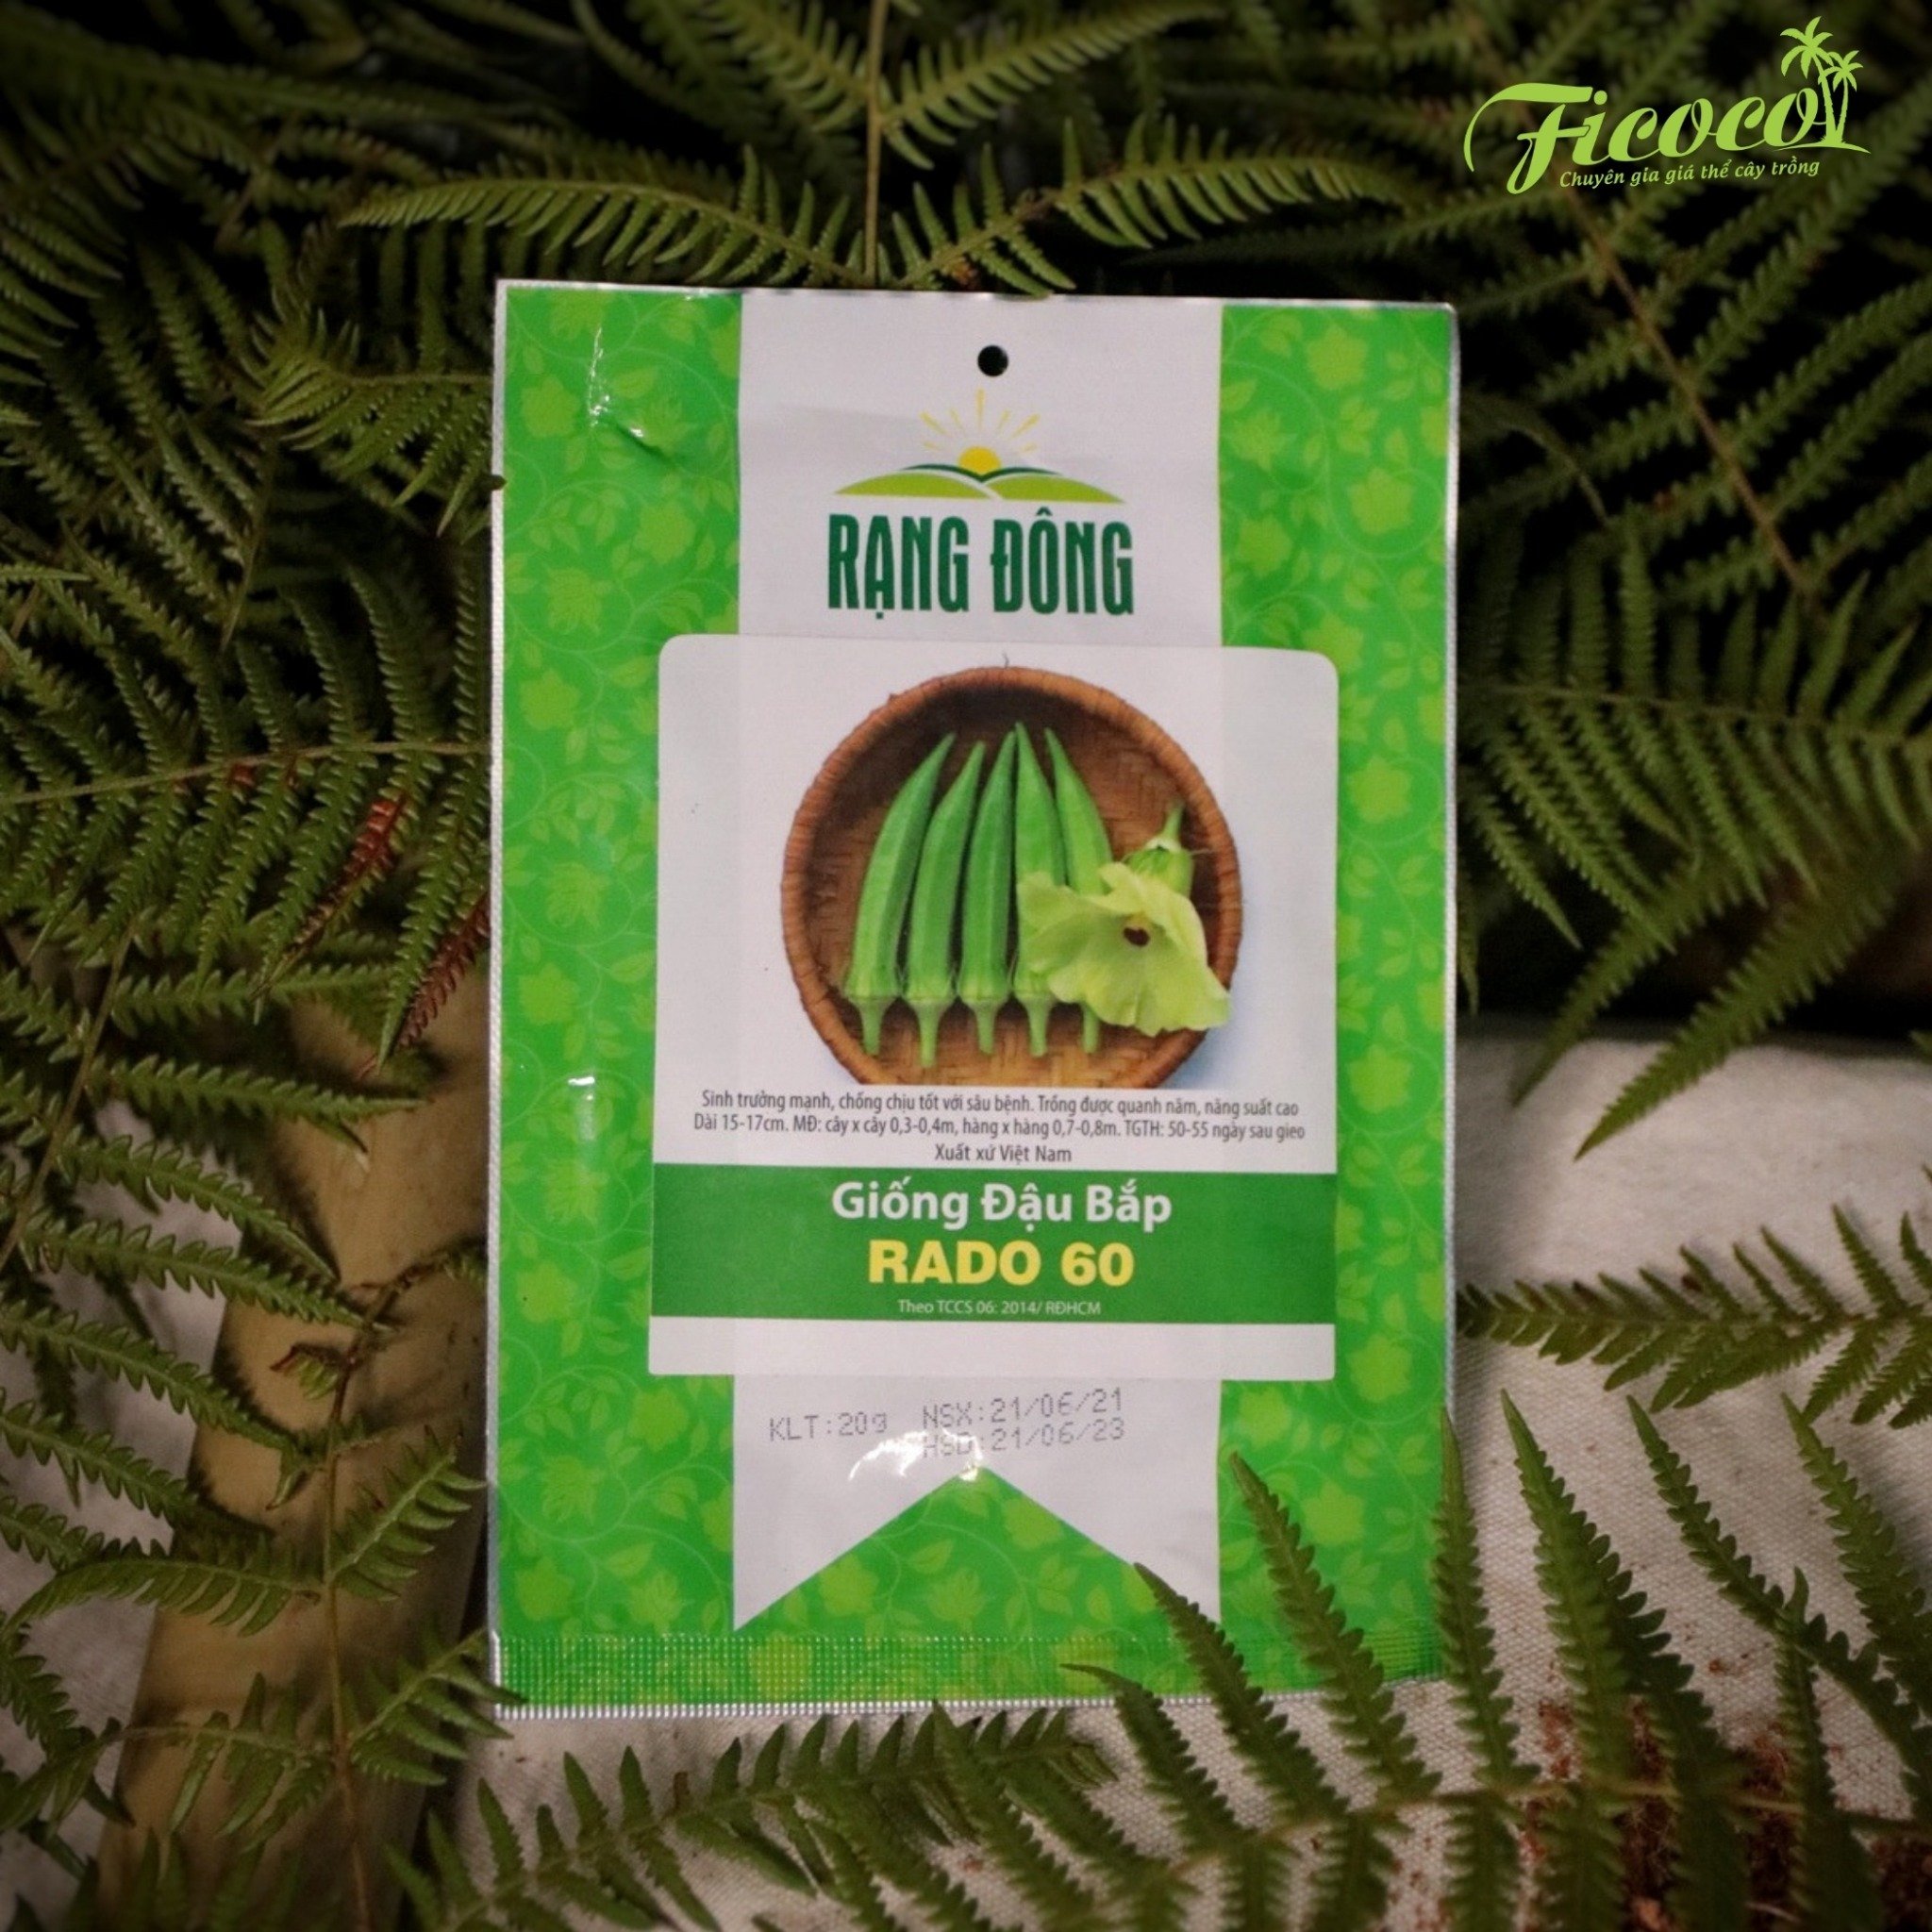 Ficoco
Chuyên gia giá thể cây trồng
RẠNG ĐÔNG
Sinh trưởng mạnh, chống chịu tốt với sâu bệnh. Trồng được quanh năm, năng suất cao
Dài 15-17cm. MĐ: cây x cây 0,3-0,4m, hàng x hàng 0,7-0,8m. TGTH: 50-55 ngày sau gieo
Xuất xứ Việt Nam
Giống Đậu Bắp
RADO 60
Theo TCCS 06: 2014/ RĐHCM
KLT:20g NSX:21/06/21
HSD:21/06/23